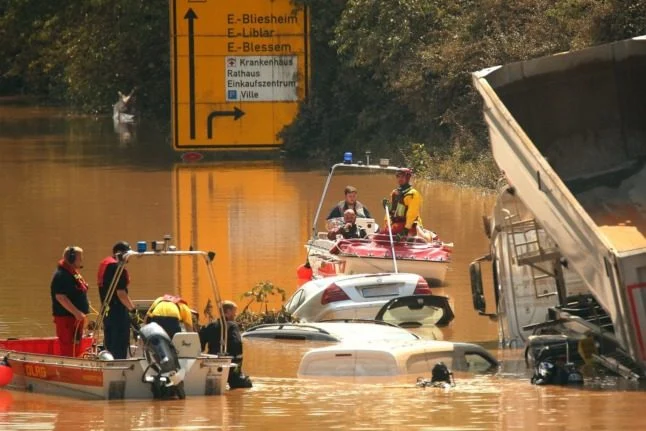 E.-Bliesheim
E.-Liblar
E.-Blessem
Krankenhaus
Rathaus
Einkaufszentrum
P Ville
DLRG